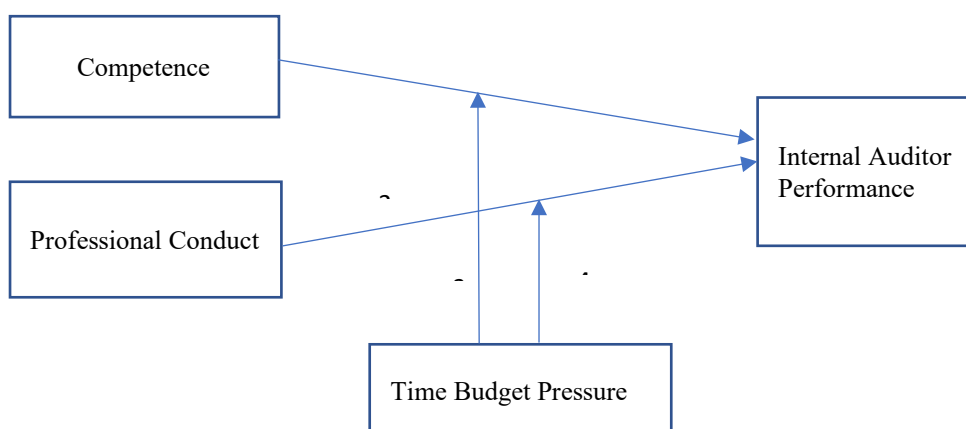 Competence
Internal Auditor
Performance
Professional Conduct
Time Budget Pressure